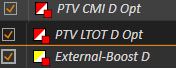 PTV CMI D Opt
PTV LTOT D Opt
External-Boost D